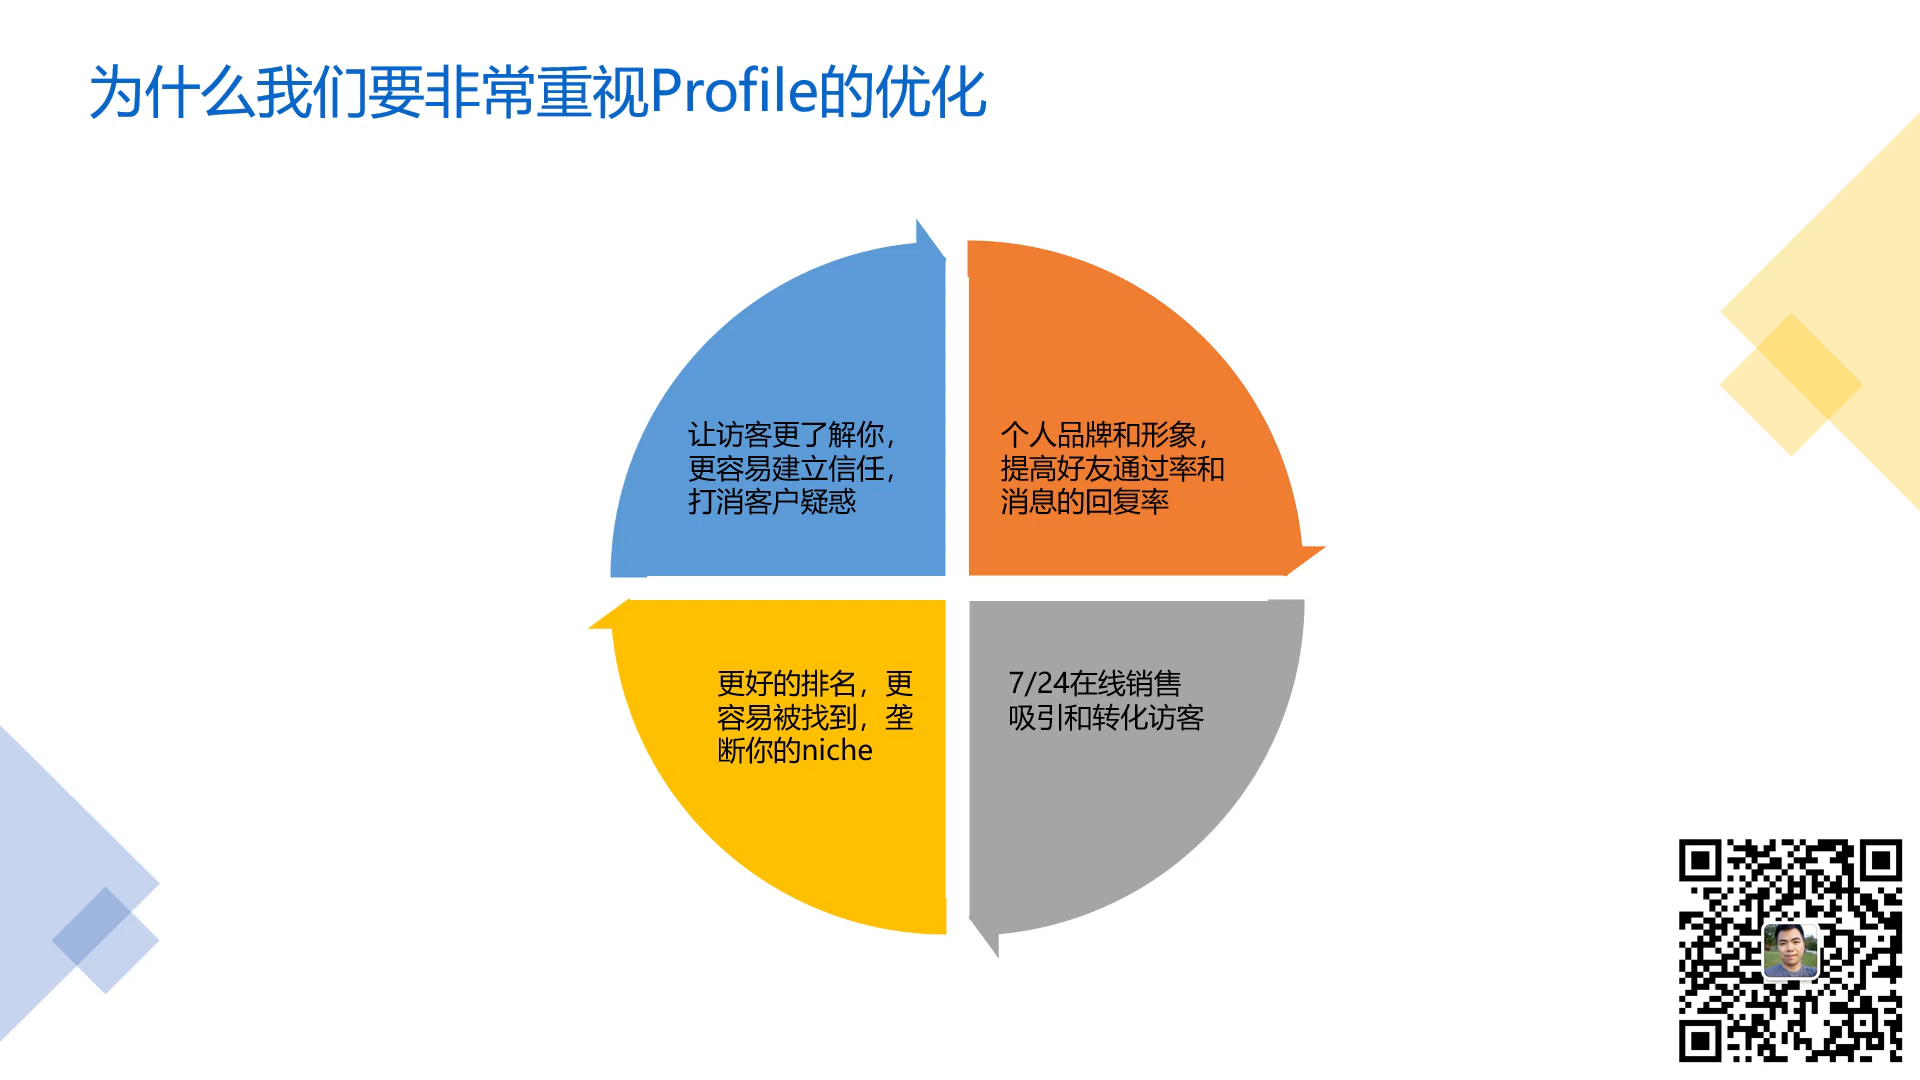 为什么我们要非常重视Profile的优化
让访客更了解你，
更容易建立信任，
打消客户疑惑
个人品牌和形象，
提高好友通过率和
消息的回复率
更好的排名，更
容易被找到，垄
断你的niche
7/24在线销售
吸引和转化访客